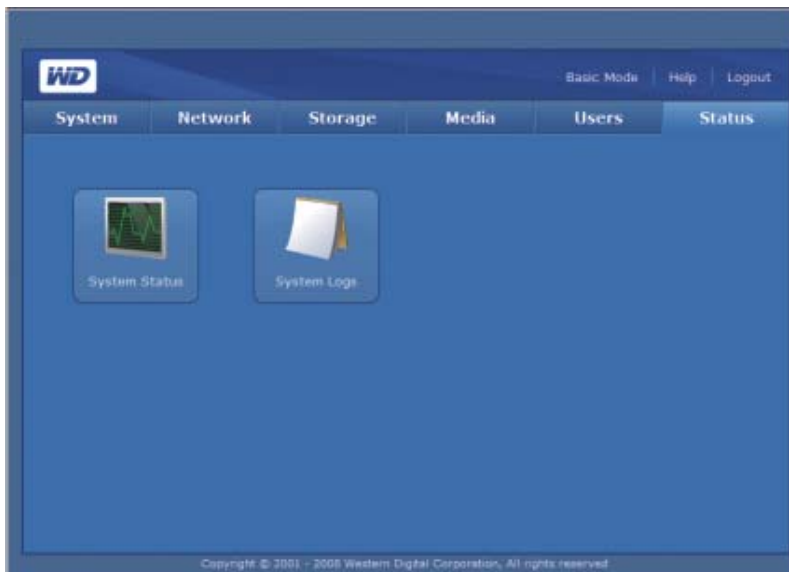 WD
Basic Mode | Help | Logout
System Network Storage Media Users Status
System Status System Logs
Copyright © 2001 - 2008 Western Digital Corporation, All rights reserved